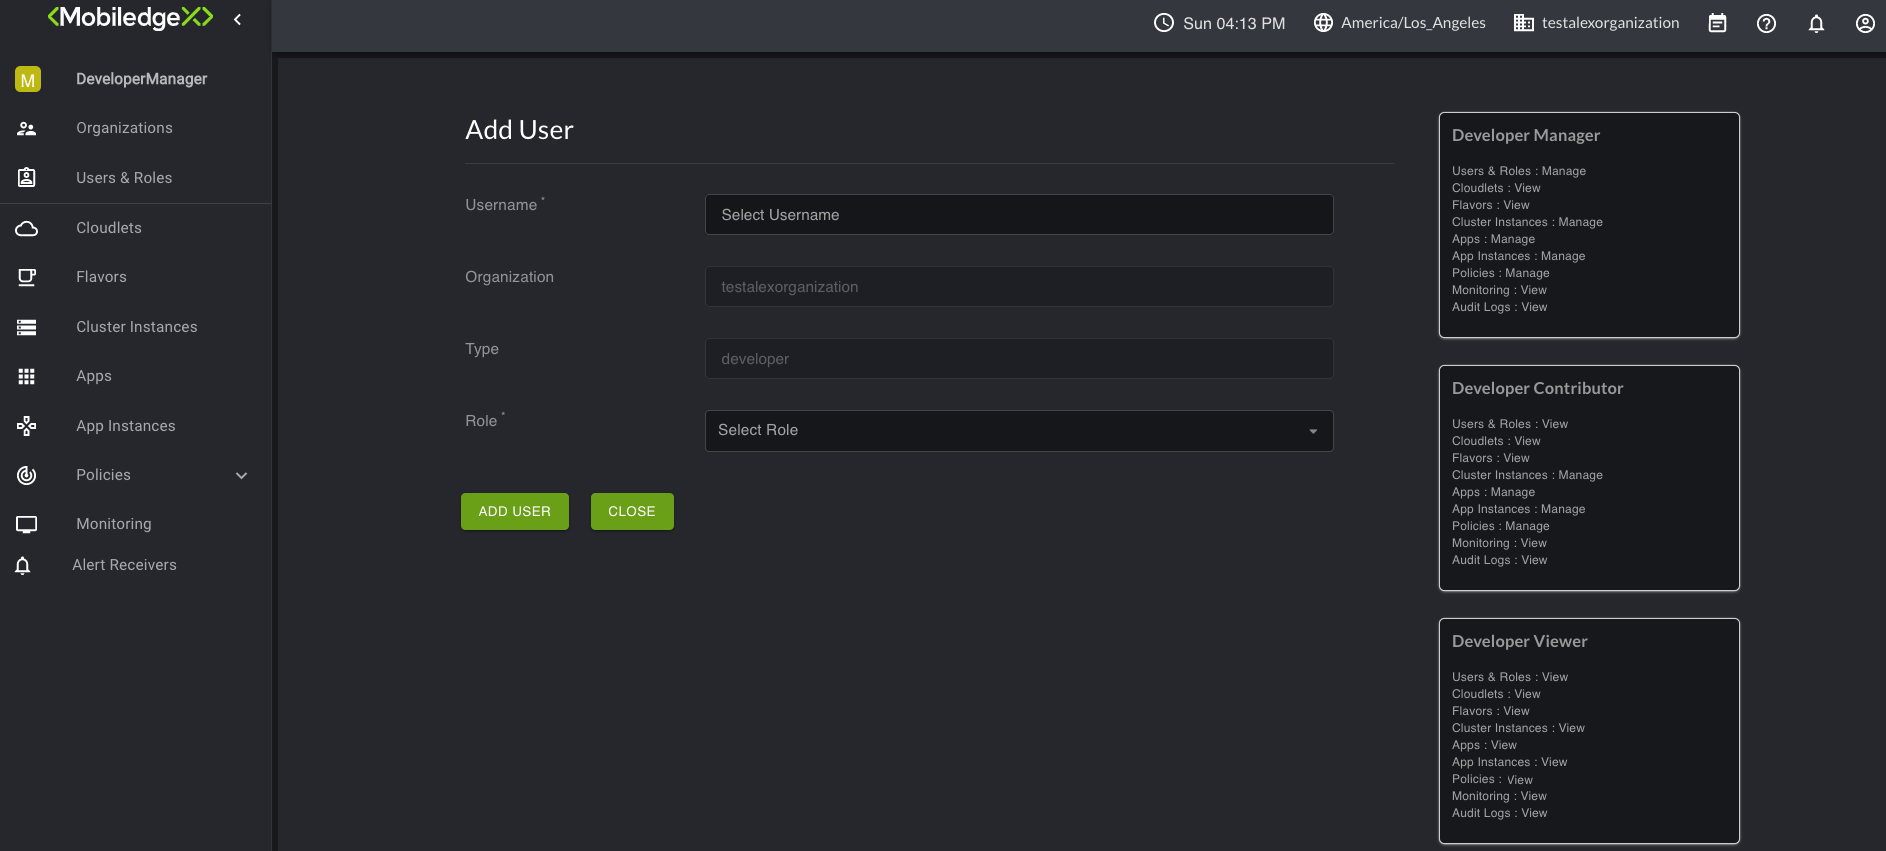 <MobiledgeX>
Sun 04:13 PM
America/Los_Angeles
testalexorganization
M
DeveloperManager
Organizations
Users & Roles
Cloudlets
Flavors
Cluster Instances
Apps
App Instances
Policies
Monitoring
Alert Receivers
Add User
Username *
Select Username
Organization
testalexorganization
Type
developer
Role *
Select Role
ADD USER
CLOSE
Developer Manager
Users & Roles : Manage
Cloudlets : View
Flavors : View
Cluster Instances : Manage
Apps : Manage
App Instances : Manage
Policies : Manage
Monitoring : View
Audit Logs : View
Developer Contributor
Users & Roles : View
Cloudlets : View
Flavors : View
Cluster Instances : Manage
Apps : Manage
App Instances : Manage
Policies : Manage
Monitoring : View
Audit Logs : View
Developer Viewer
Users & Roles : View
Cloudlets : View
Flavors : View
Cluster Instances : View
Apps : View
App Instances : View
Policies : View
Monitoring : View
Audit Logs : View